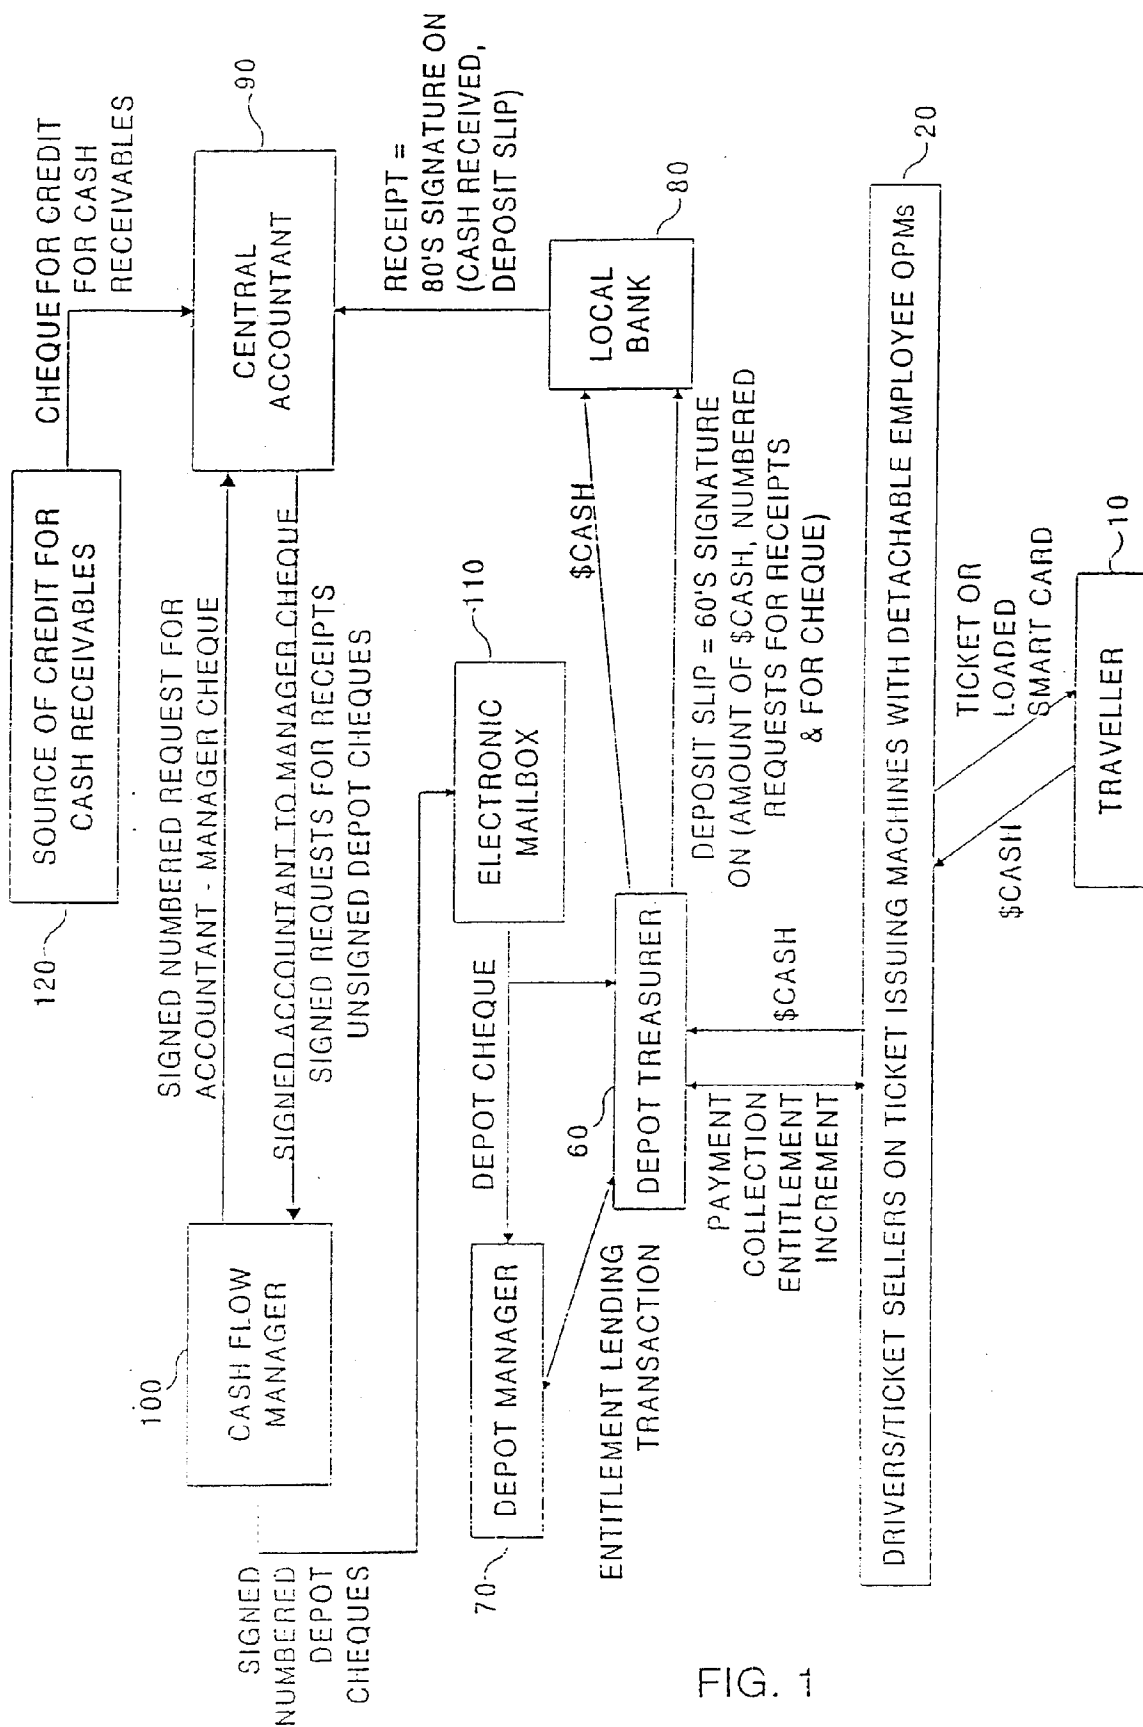 SOURCE OF CREDIT FOR
CASH RECEIVABLES
120
CHEQUE FOR CREDIT
FOR CASH
RECEIVABLES
CENTRAL
ACCOUNTANT
90
SIGNED NUMBERED REQUEST FOR
ACCOUNTANT - MANAGER CHEQUE
SIGNED ACCOUNTANT TO MANAGER CHEQUE
SIGNED REQUESTS FOR RECEIPTS
UNSIGNED DEPOT CHEQUES
100
CASH FLOW
MANAGER
SIGNED
NUMBERED
DEPOT
CHEQUES
RECEIPT =
80'S SIGNATURE ON
(CASH RECEIVED,
DEPOSIT SLIP)
110
ELECTRONIC
MAILBOX
DEPOT CHEQUE
70
DEPOT MANAGER
ENTITLEMENT LENDING
TRANSACTION
60
DEPOT TREASURER
$CASH
LOCAL
BANK
80
DEPOSIT SLIP = 60'S SIGNATURE
ON (AMOUNT OF $CASH, NUMBERED
REQUESTS FOR RECEIPTS
& FOR CHEQUE)
PAYMENT
COLLECTION
ENTITLEMENT
INCREMENT
$CASH
DRIVERS/TICKET SELLERS ON TICKET ISSUING MACHINES WITH DETACHABLE EMPLOYEE OPMs
20
$CASH
TICKET OR
LOADED
SMART CARD
TRAVELLER
10
FIG. 1